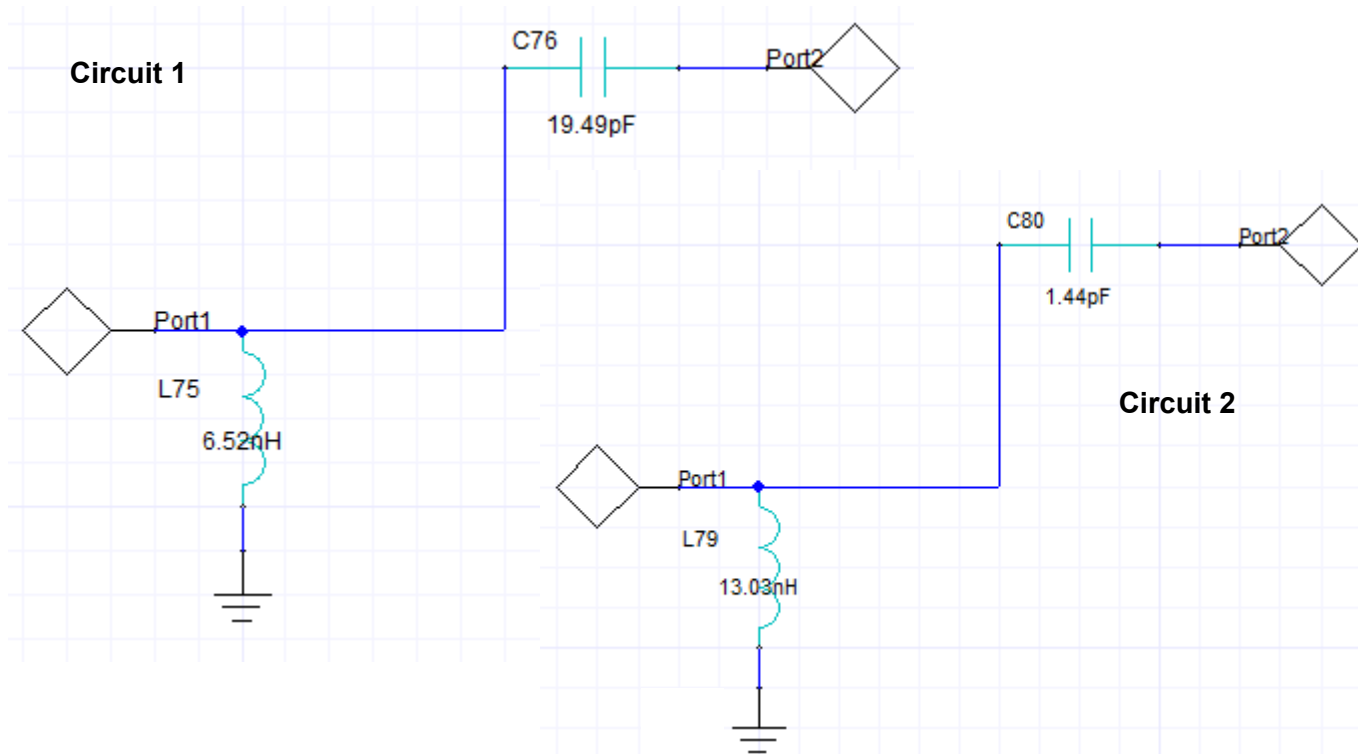 Circuit 1
C76
Port2
19.49pF
Port1
L75
6.52nH
C80
Port2
1.44pF
Circuit 2
Port1
L79
13.03nH